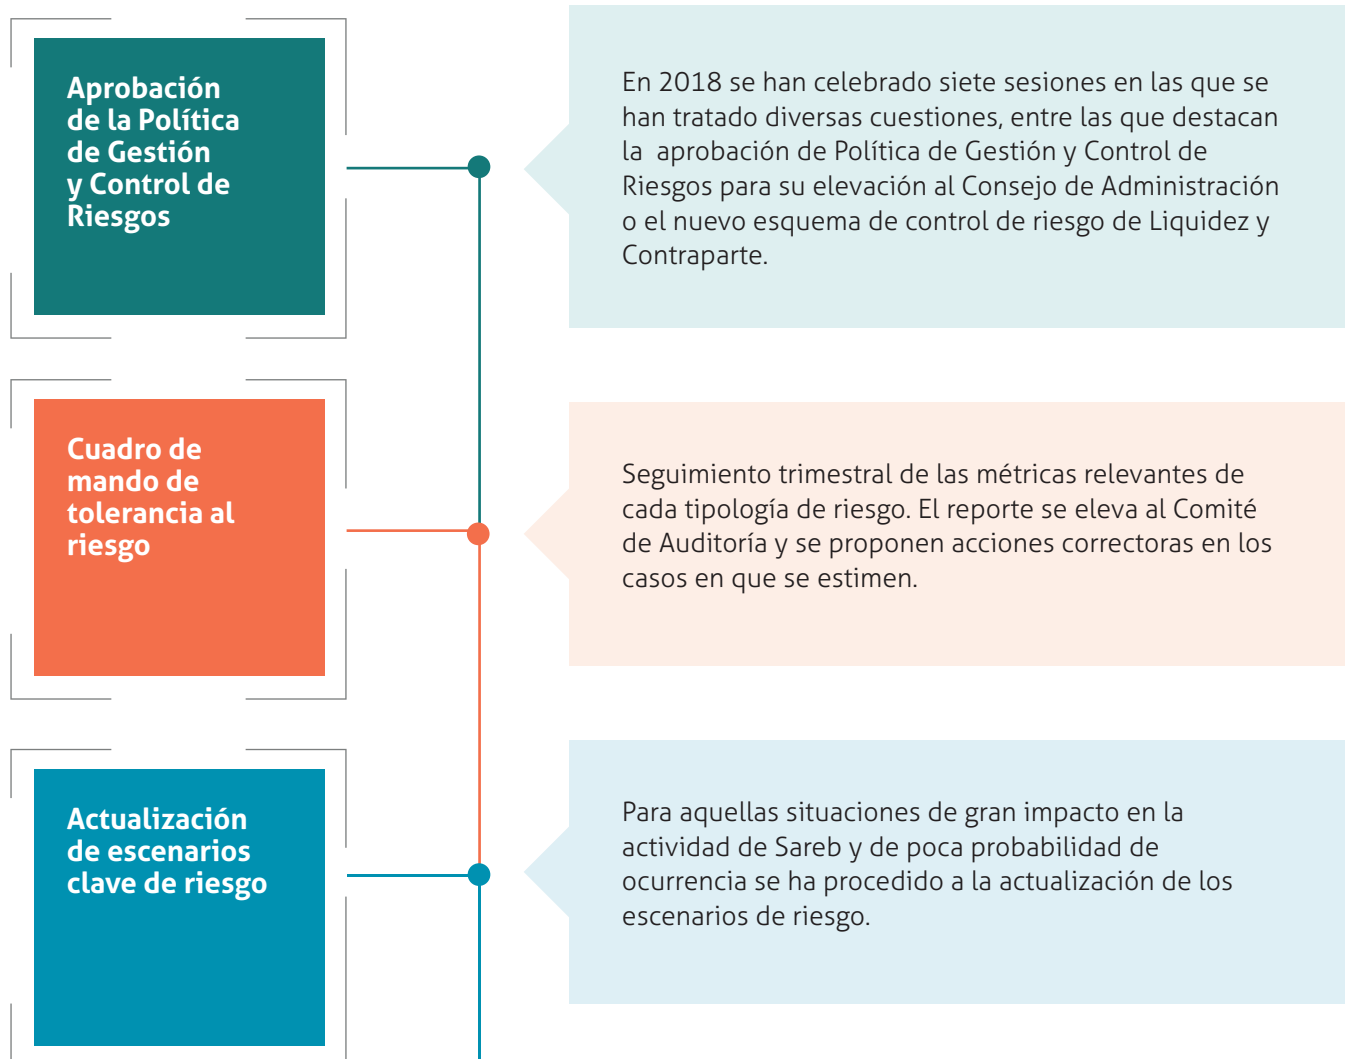 Aprobación
de la Política
de Gestión
y Control de
Riesgos
En 2018 se han celebrado siete sesiones en las que se
han tratado diversas cuestiones, entre las que destacan
la aprobación de Política de Gestión y Control de
Riesgos para su elevación al Consejo de Administración
o el nuevo esquema de control de riesgo de Liquidez y
Contraparte.
Cuadro de
mando de
tolerancia al
riesgo
Seguimiento trimestral de las métricas relevantes de
cada tipología de riesgo. El reporte se eleva al Comité
de Auditoría y se proponen acciones correctoras en los
casos en que se estimen.
Actualización
de escenarios
clave de riesgo
Para aquellas situaciones de gran impacto en la
actividad de Sareb y de poca probabilidad de
ocurrencia se ha procedido a la actualización de los
escenarios de riesgo.